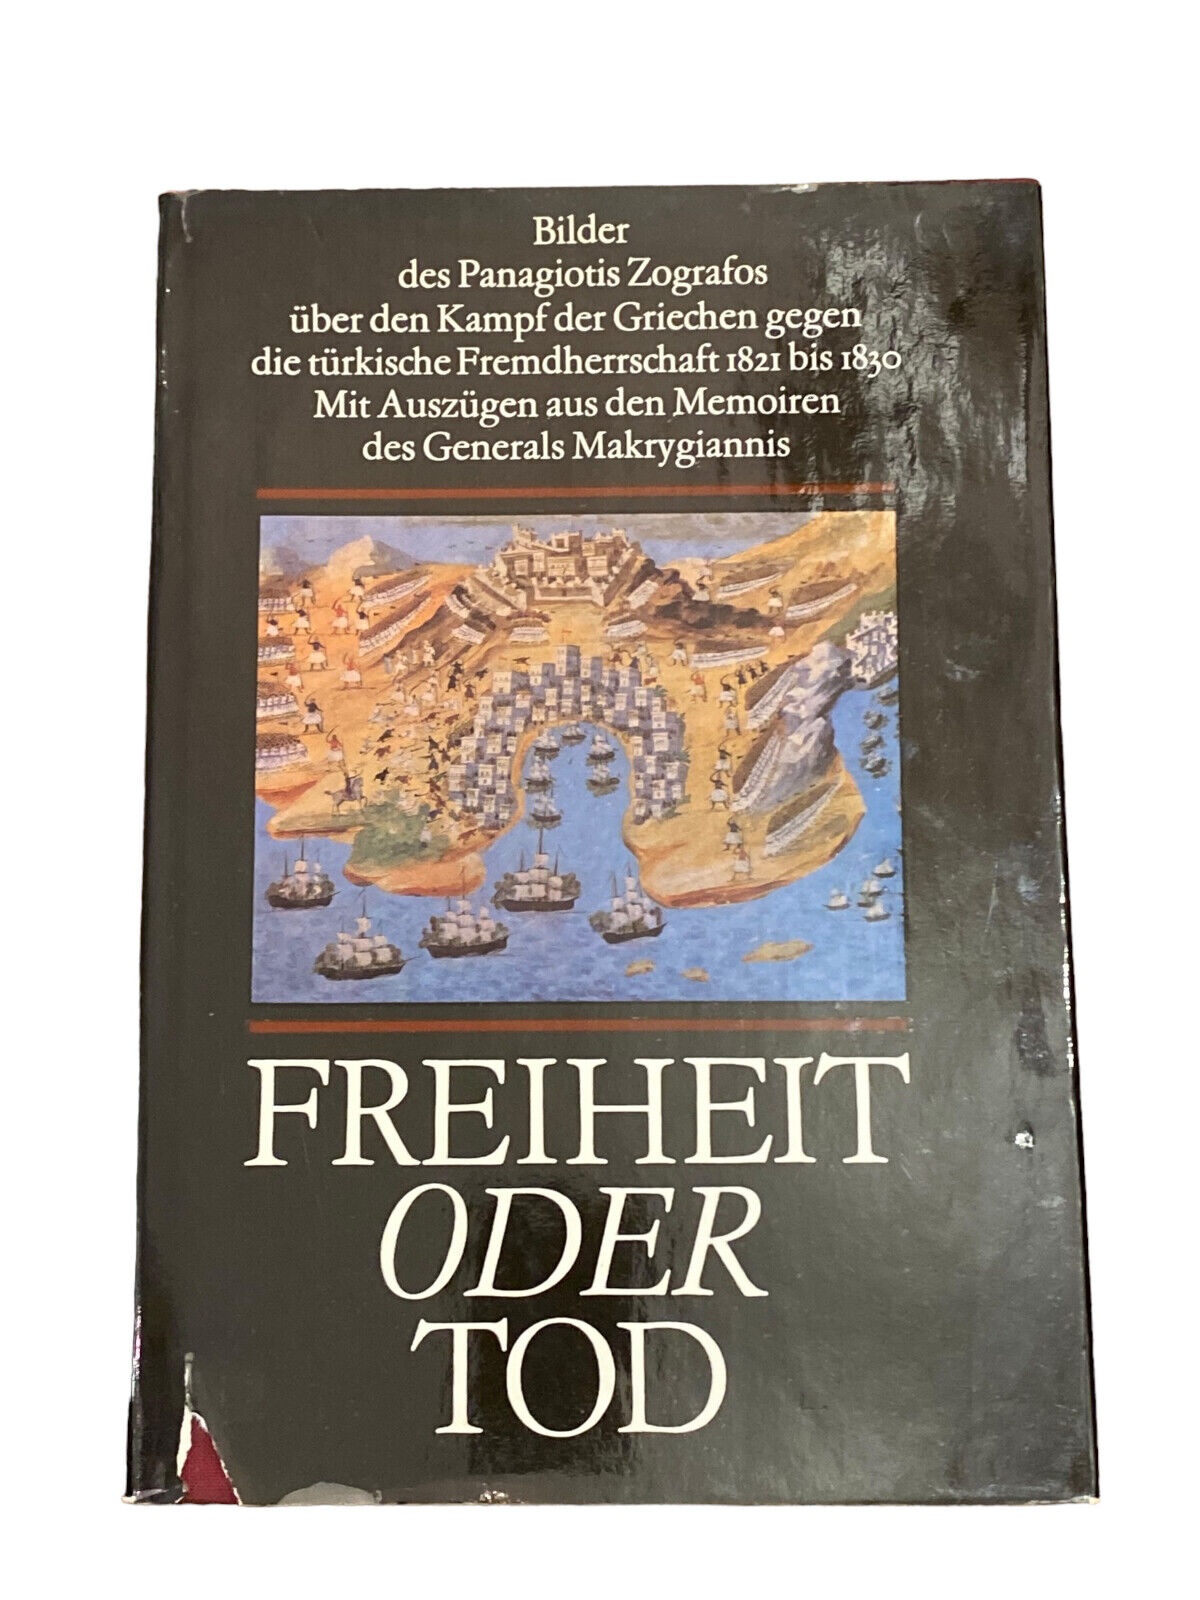 Bilder
des Panagiotis Zografos
über den Kampf der Griechen gegen
die türkische Fremdherrschaft 1821 bis 1830
Mit Auszügen aus den Memoiren
des Generals Makrygiannis
FREIHEIT
ODER
TOD